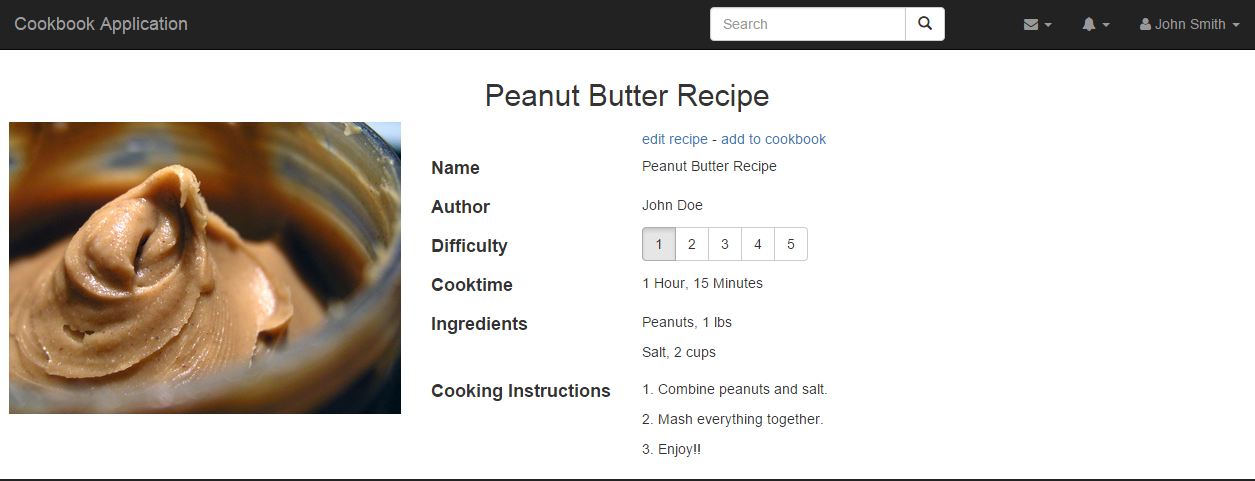 Cookbook Application
Search
John Smith
Peanut Butter Recipe
edit recipe - add to cookbook
Name
Peanut Butter Recipe
Author
John Doe
Difficulty
1 2 3 4 5
Cooktime
1 Hour, 15 Minutes
Ingredients
Peanuts, 1 lbs
Salt, 2 cups
Cooking Instructions
1. Combine peanuts and salt.
2. Mash everything together.
3. Enjoy!!